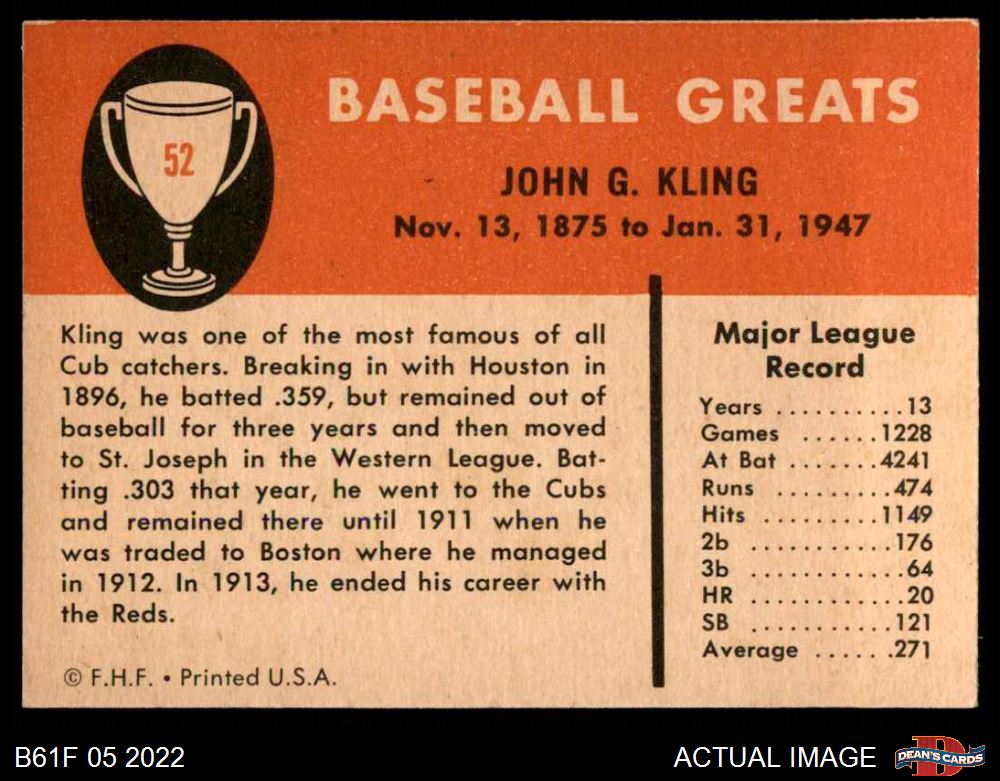 52
BASEBALL GREATS
JOHN G. KLING
Nov. 13, 1875 to Jan. 31, 1947
Kling was one of the most famous of all
Cub catchers. Breaking in with Houston in
1896, he batted .359, but remained out of
baseball for three years and then moved
to St. Joseph in the Western League. Bat-
ting .303 that year, he went to the Cubs
and remained there until 1911 when he
was traded to Boston where he managed
in 1912. In 1913, he ended his career with
the Reds.
© F.H.F. • Printed U.S.A.
Major League
Record
Years ..........13
Games ......1228
At Bat .......4241
Runs .........474
Hits .........1149
2b ...........176
3b ............64
HR ............20
SB ...........121
Average ......271
B61F 05 2022
ACTUAL IMAGE
D
DEAN'S CARDS